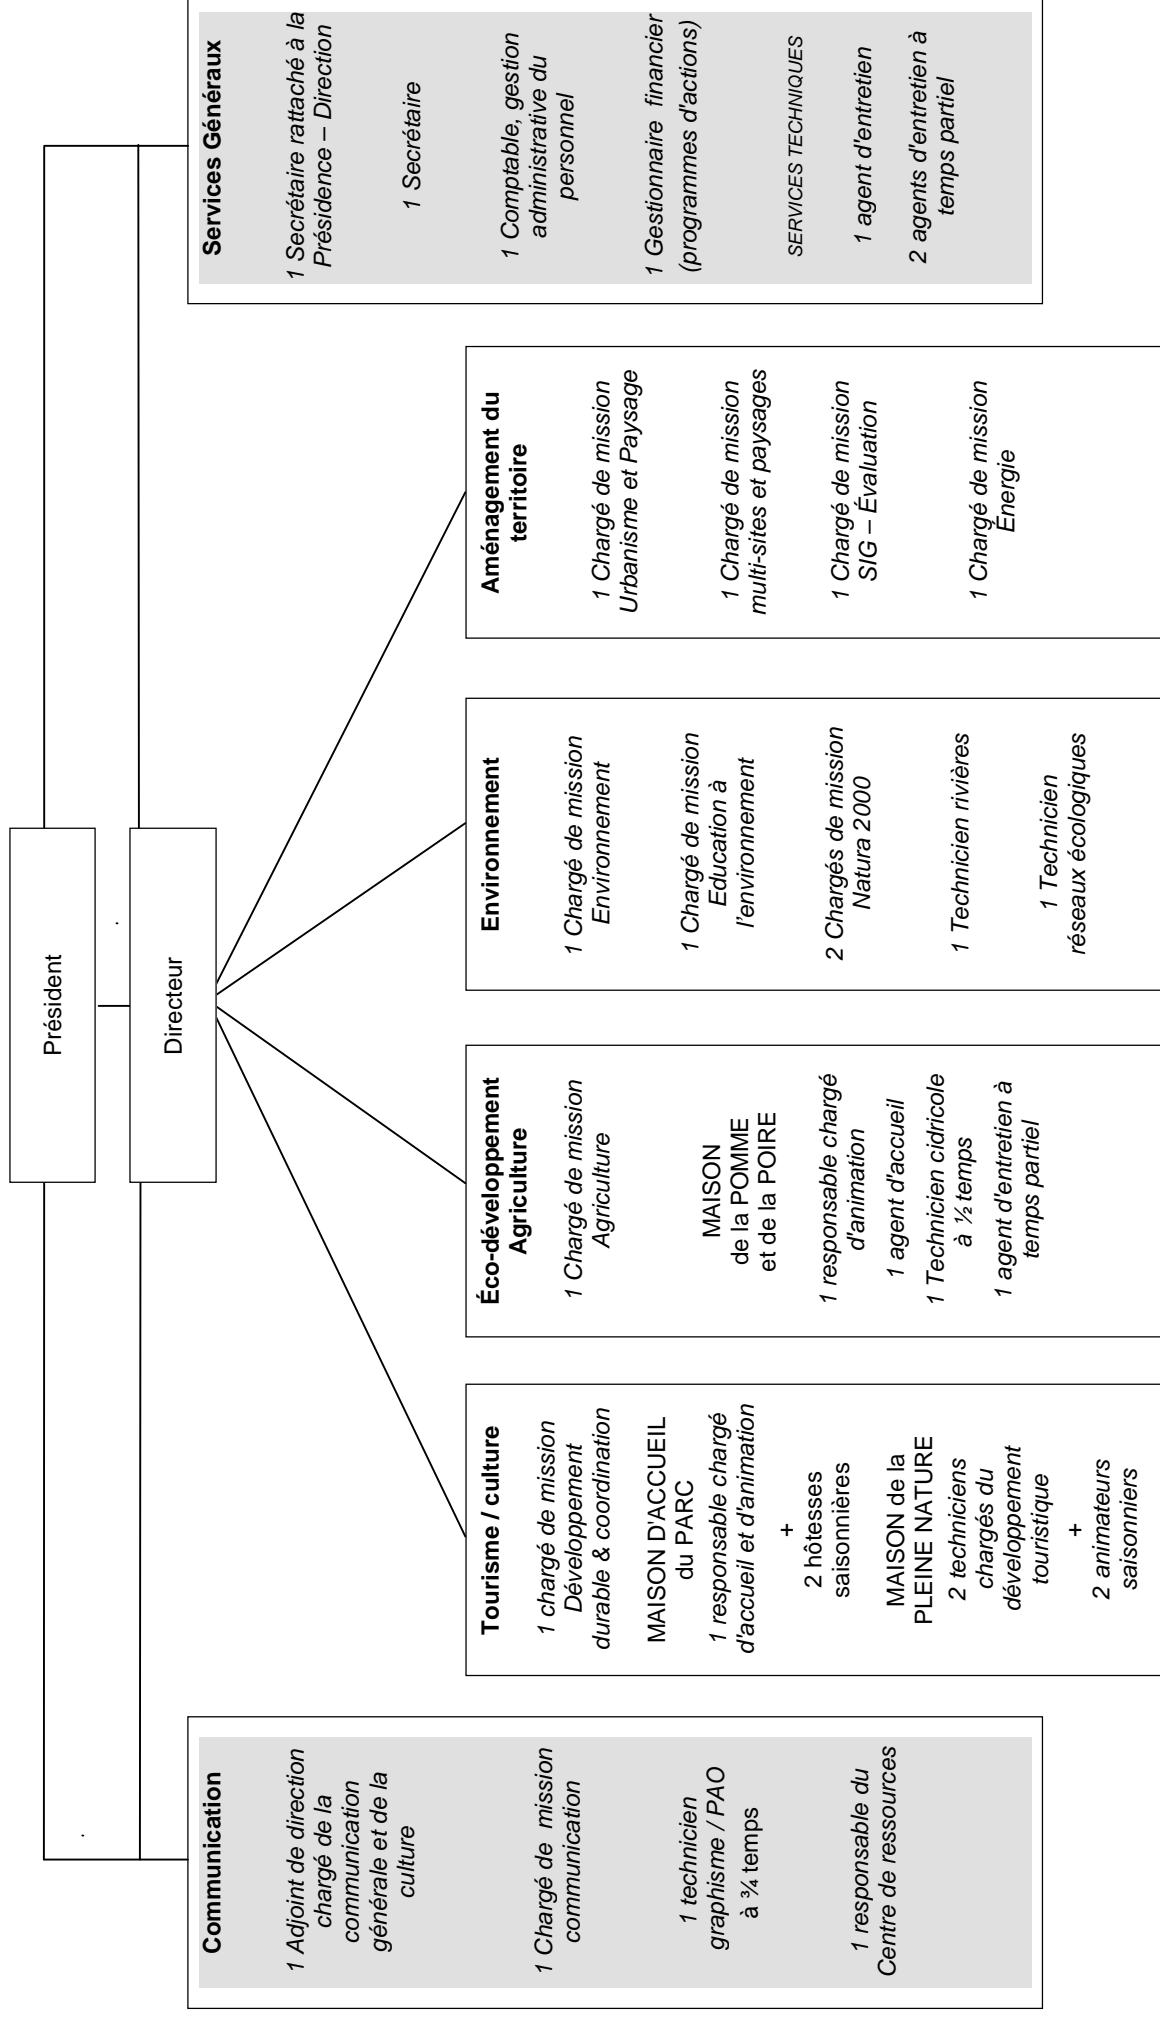 Président
Directeur
Communication
1 Adjoint de direction
chargé de la
communication
générale et de la
culture
1 Chargé de mission
communication
1 technicien
graphisme / PAO
à ¾ temps
1 responsable du
Centre de ressources
Tourisme / culture
1 chargé de mission
Développement
durable & coordination
MAISON D'ACCUEIL
du PARC
1 responsable chargé
d'accueil et d'animation
+
2 hôtesses
saisonnières
MAISON de la
PLEINE NATURE
2 techniciens
chargés du
développement
touristique
+
2 animateurs
saisonniers
Éco-développement
Agriculture
1 Chargé de mission
Agriculture
MAISON
de la POMME
et de la POIRE
1 responsable chargé
d'animation
1 agent d'accueil
1 Technicien cidricole
à ½ temps
1 agent d'entretien à
temps partiel
Environnement
1 Chargé de mission
Environnement
1 Chargé de mission
Education à
l'environnement
2 Chargés de mission
Natura 2000
1 Technicien rivières
1 Technicien
réseaux écologiques
Aménagement du
territoire
1 Chargé de mission
Urbanisme et Paysage
1 Chargé de mission
multi-sites et paysages
1 Chargé de mission
SIG – Évaluation
1 Chargé de mission
Énergie
Services Généraux
1 Secrétaire rattaché à la
Présidence – Direction
1 Secrétaire
1 Comptable, gestion
administrative du
personnel
1 Gestionnaire financier
(programmes d'actions)
SERVICES TECHNIQUES
1 agent d'entretien
2 agents d'entretien à
temps partiel